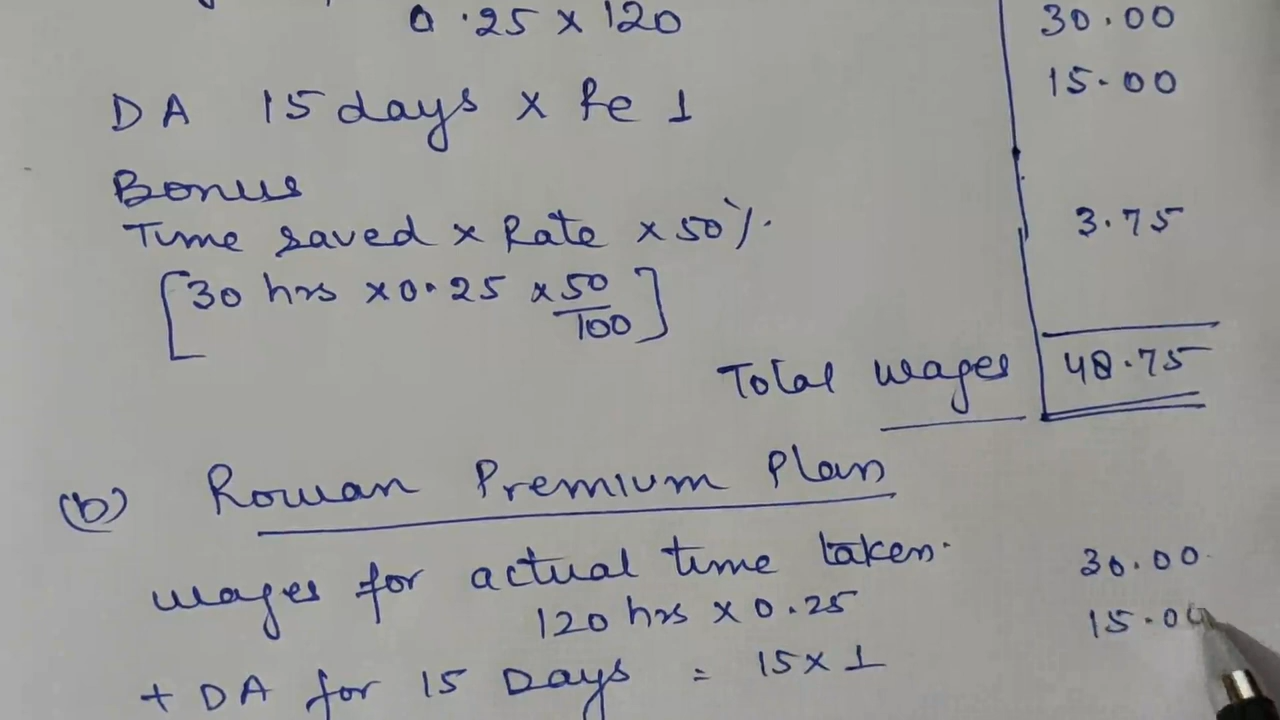 0.25 x 120 30.00
DA 15 days x Re 1 15.00
Bonus
Time saved x Rate x 50%. 3.75
[30 hrs x 0.25 x 50/100]
Total wages 48.75
(b) Rowan Premium Plan
wages for actual time taken. 30.00
120 hrs x 0.25
+ DA for 15 Days = 15 x 1 15.00